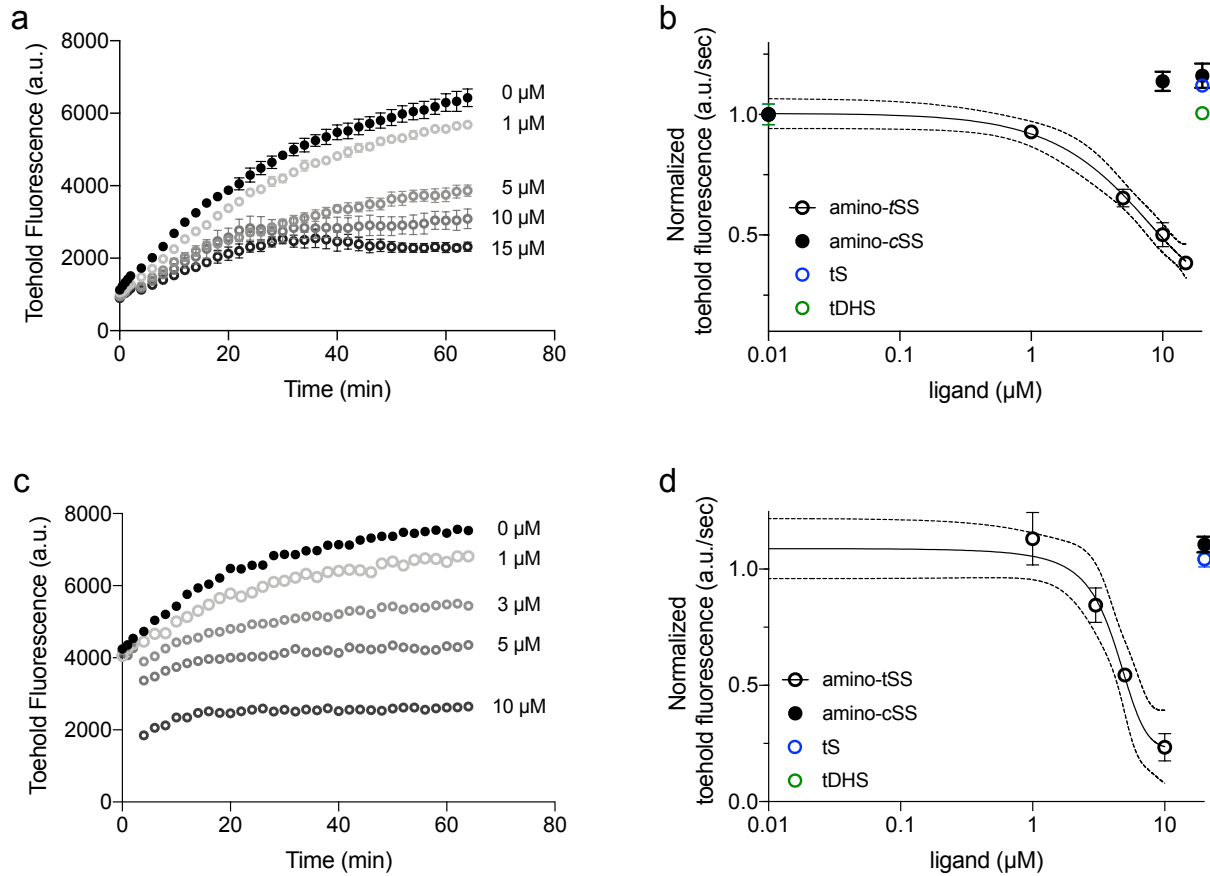 a
Toehold Fluorescence (a.u.)
8000
6000
4000
2000
0
0 µM
1 µM
5 µM
10 µM
15 µM
0
20
40
60
80
Time (min)
b
Normalized
toehold fluorescence (a.u./sec)
1.0
0.5
amino-tSS
amino-cSS
tS
tDHS
0.01
0.1
1
10
ligand (µM)
c
Toehold Fluorescence (a.u.)
8000
6000
4000
2000
0
0 µM
1 µM
3 µM
5 µM
10 µM
0
20
40
60
80
Time (min)
d
Normalized
toehold fluorescence (a.u./sec)
1.0
0.5
0.0
amino-tSS
amino-cSS
tS
tDHS
0.01
0.1
1
10
ligand (µM)